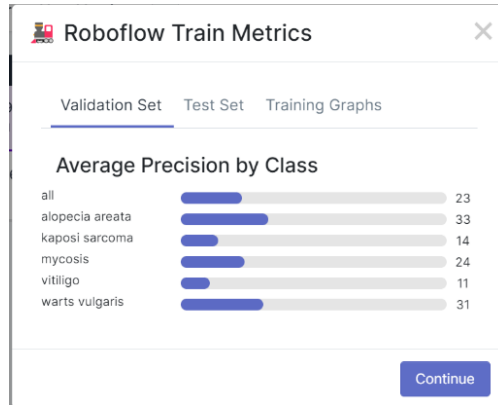 Roboflow Train Metrics
Validation Set Test Set Training Graphs
Average Precision by Class
all 23
alopecia areata 33
kaposi sarcoma 14
mycosis 24
vitiligo 11
warts vulgaris 31
Continue